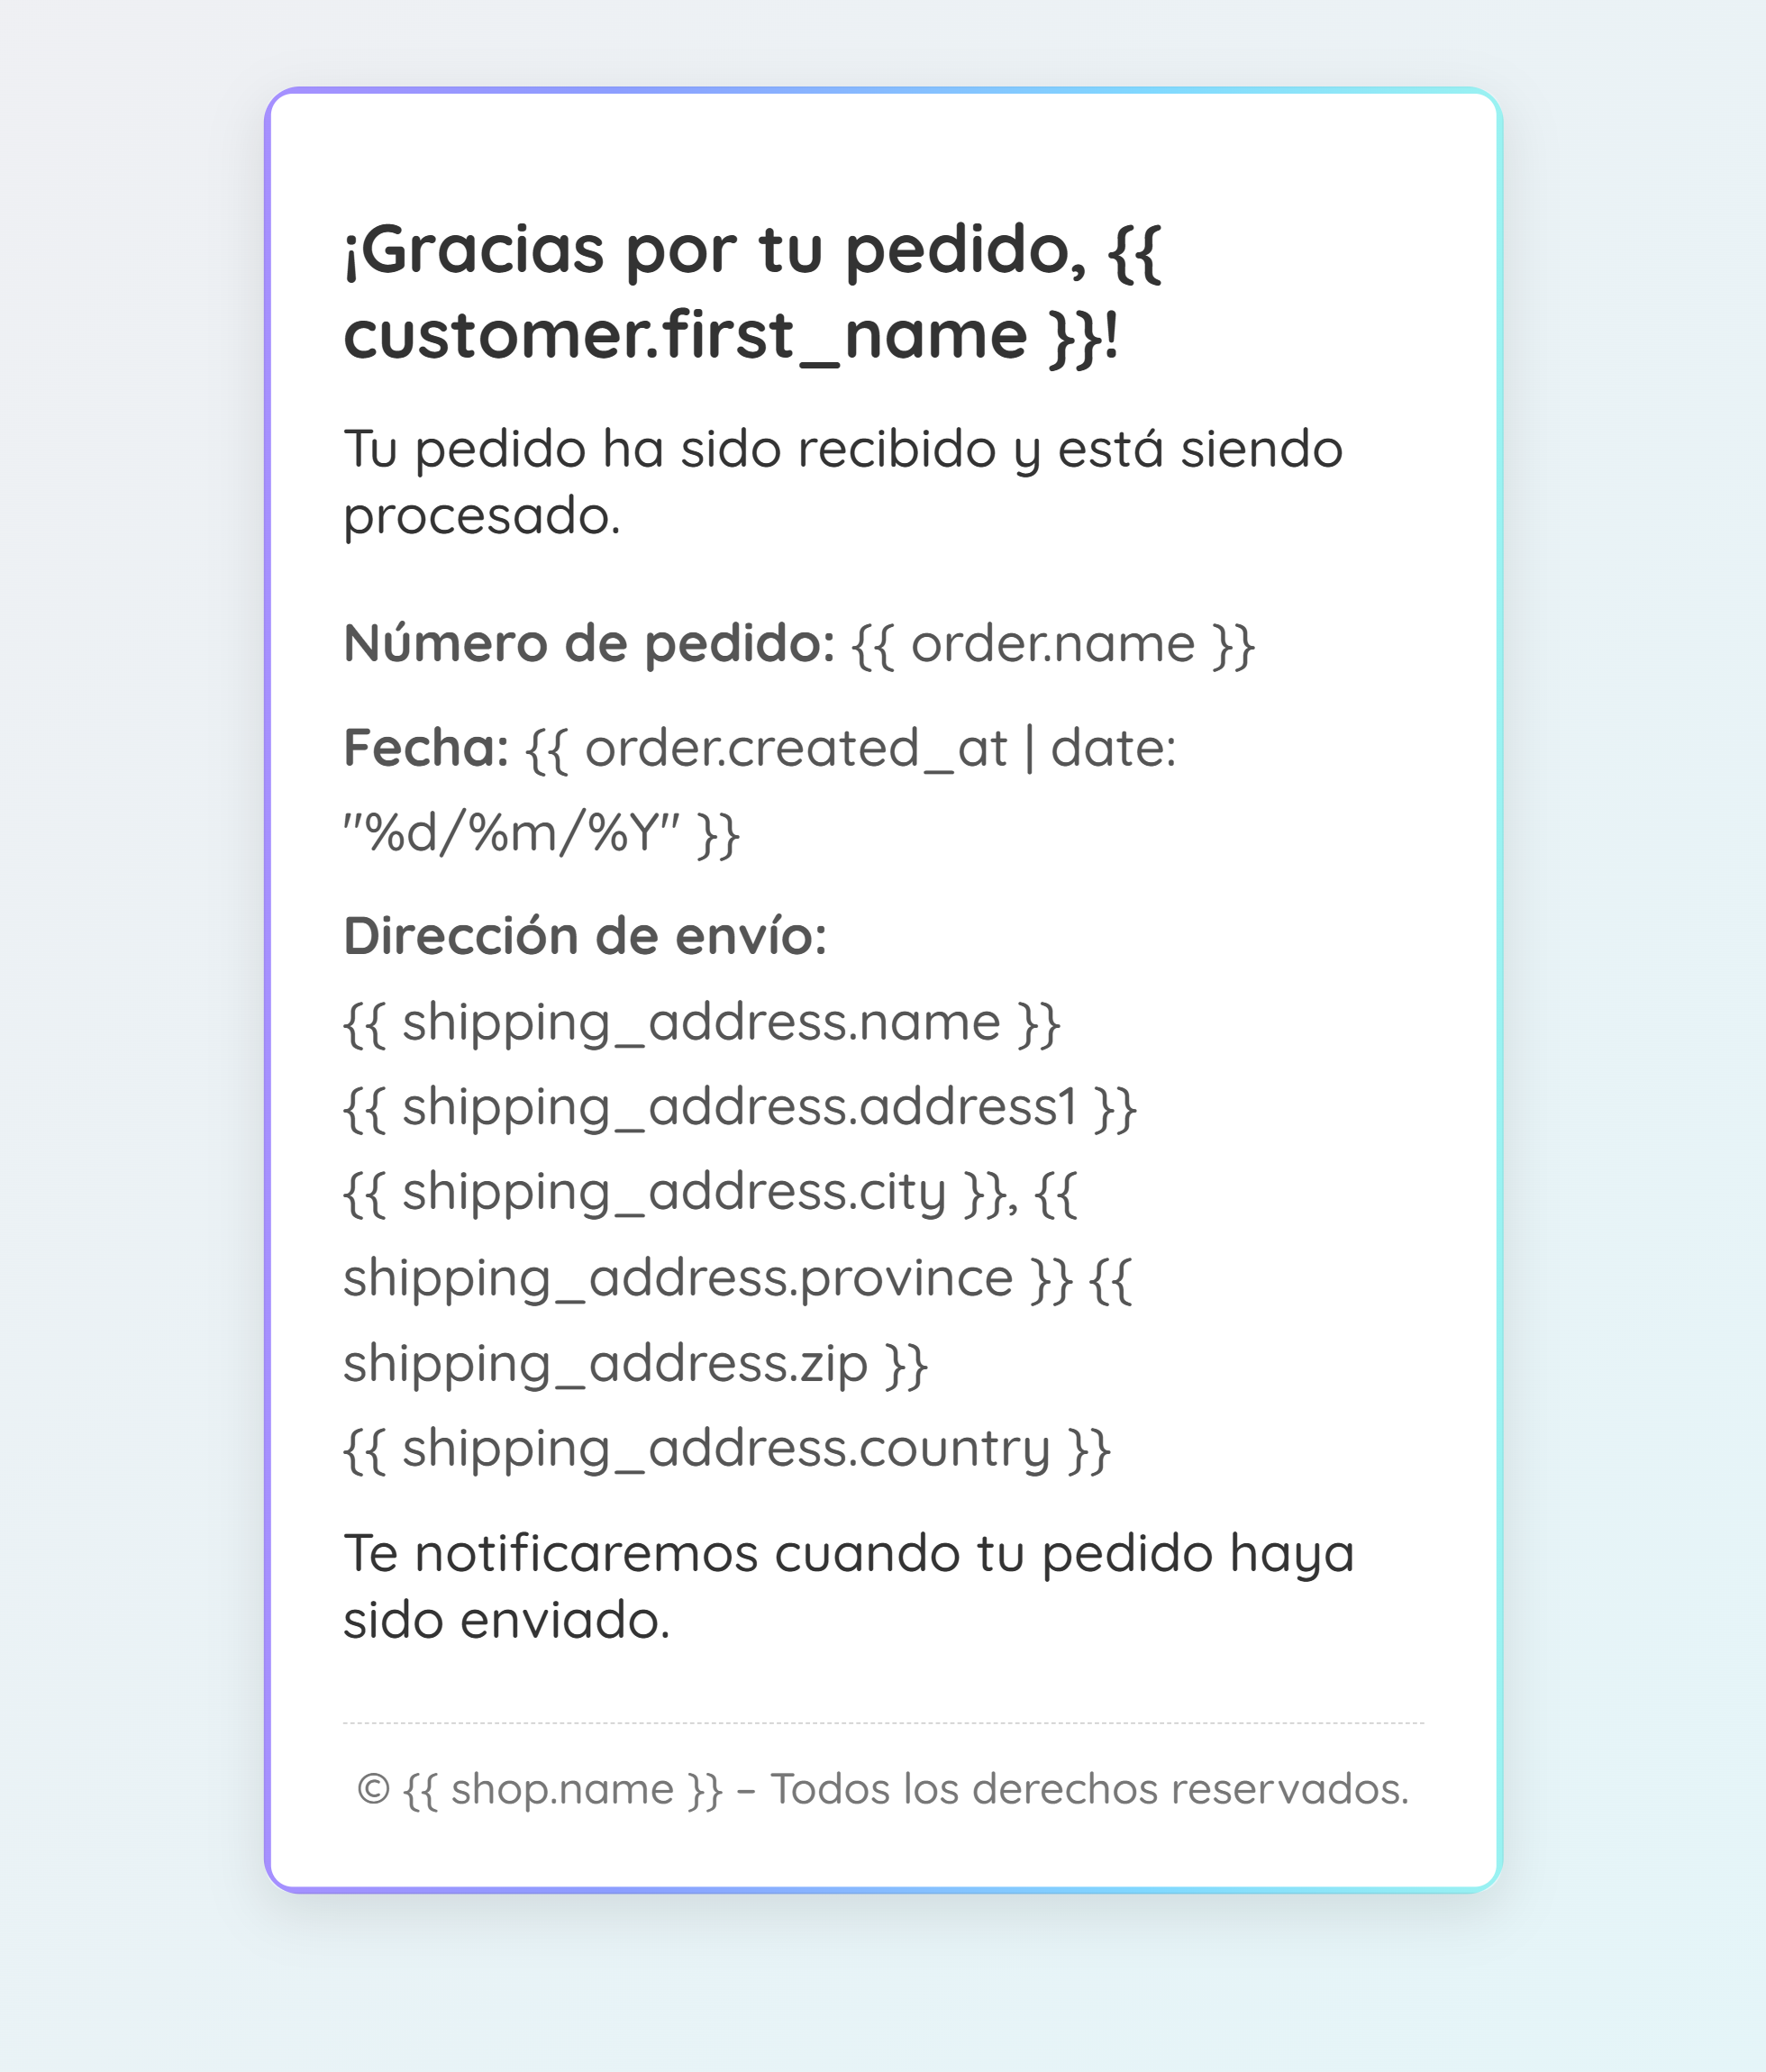 ¡Gracias por tu pedido, {{
customer.first_name }}!
Tu pedido ha sido recibido y está siendo
procesado.
Número de pedido: {{ order.name }}
Fecha: {{ order.created_at | date:
"%d/%m/%Y" }}
Dirección de envío:
{{ shipping_address.name }}
{{ shipping_address.address1 }}
{{ shipping_address.city }}, {{
shipping_address.province }} {{
shipping_address.zip }}
{{ shipping_address.country }}
Te notificaremos cuando tu pedido haya
sido enviado.
© {{ shop.name }} – Todos los derechos reservados.